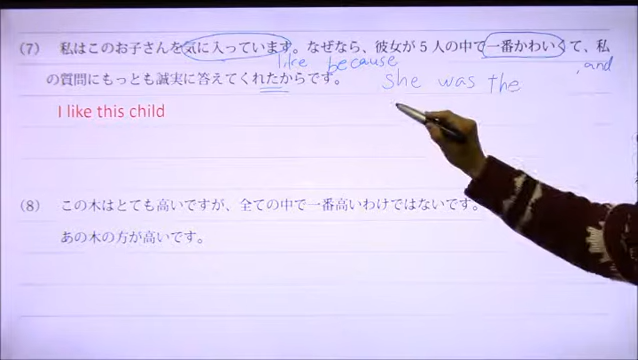 (7) 私はこのお子さんを気に入っています。なぜなら、彼女が５人の中で一番かわいくて、私
like because , and
の質問にもっとも誠実に答えてくれたからです。
she was the
I like this child
(8) この木はとても高いですが、全ての中で一番高いわけではないです。
あの木の方が高いです。